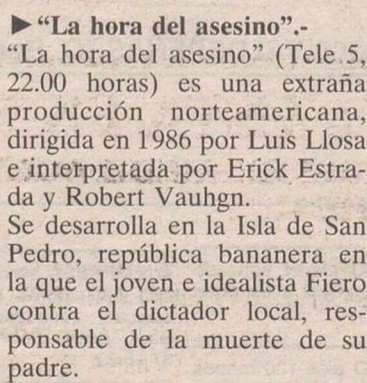 ►“La hora del asesino”.-
“La hora del asesino” (Tele 5,
22.00 horas) es una extraña
producción norteamericana,
dirigida en 1986 por Luis Llosa
e interpretada por Erick Estra-
da y Robert Vauhgn.
Se desarrolla en la Isla de San
Pedro, república bananera en
la que el joven e idealista Fiero
contra el dictador local, res-
ponsable de la muerte de su
padre.